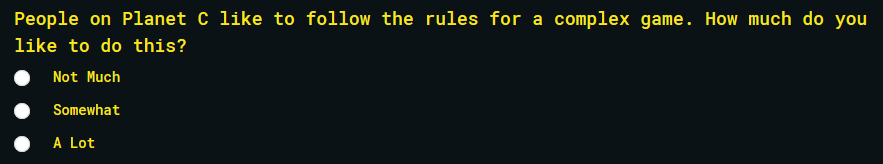 People on Planet C like to follow the rules for a complex game. How much do you
like to do this?
Not Much
Somewhat
A Lot